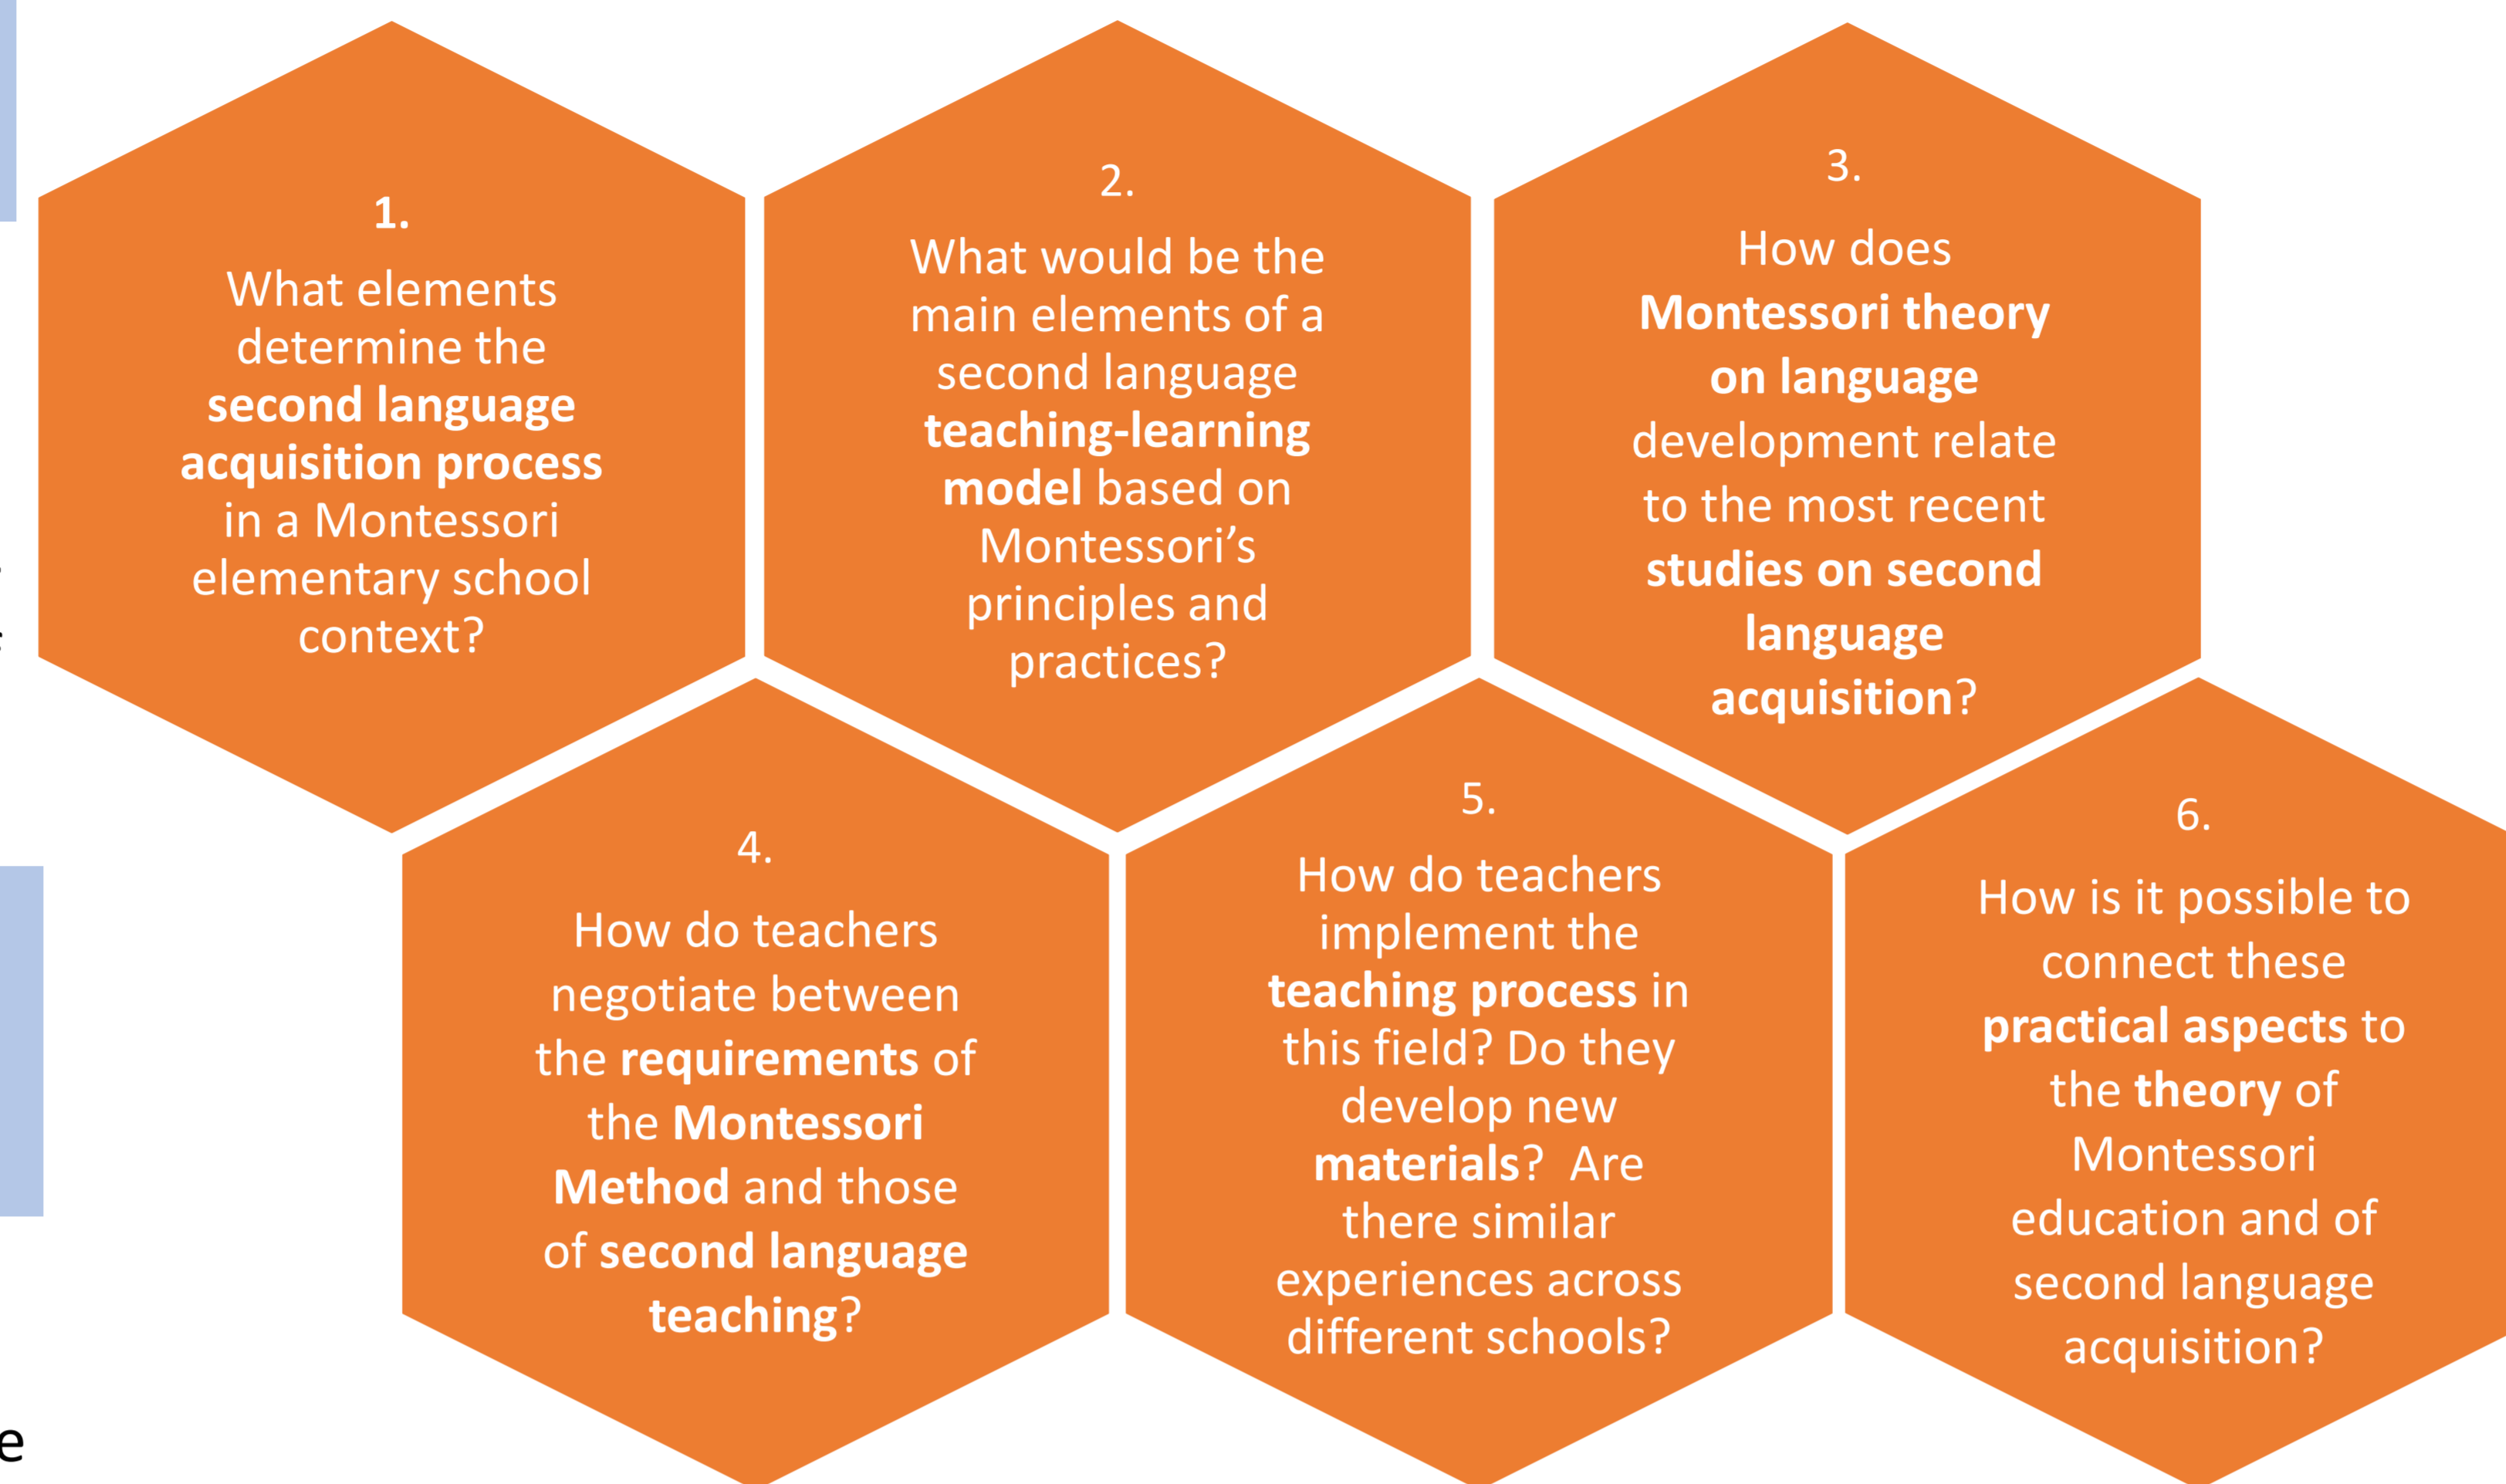 1.
What elements
determine the
second language
acquisition process
in a Montessori
elementary school
context?
2.
What would be the
main elements of a
second language
teaching-learning
model based on
Montessori’s
principles and
practices?
3.
How does
Montessori theory
on language
development relate
to the most recent
studies on second
language
acquisition?
4.
How do teachers
negotiate between
the requirements of
the Montessori
Method and those
of second language
teaching?
5.
How do teachers
implement the
teaching process in
this field? Do they
develop new
materials?  Are
there similar
experiences across
different schools?
6.
How is it possible to
connect these
practical aspects to
the theory of
Montessori
education and of
second language
acquisition?
e